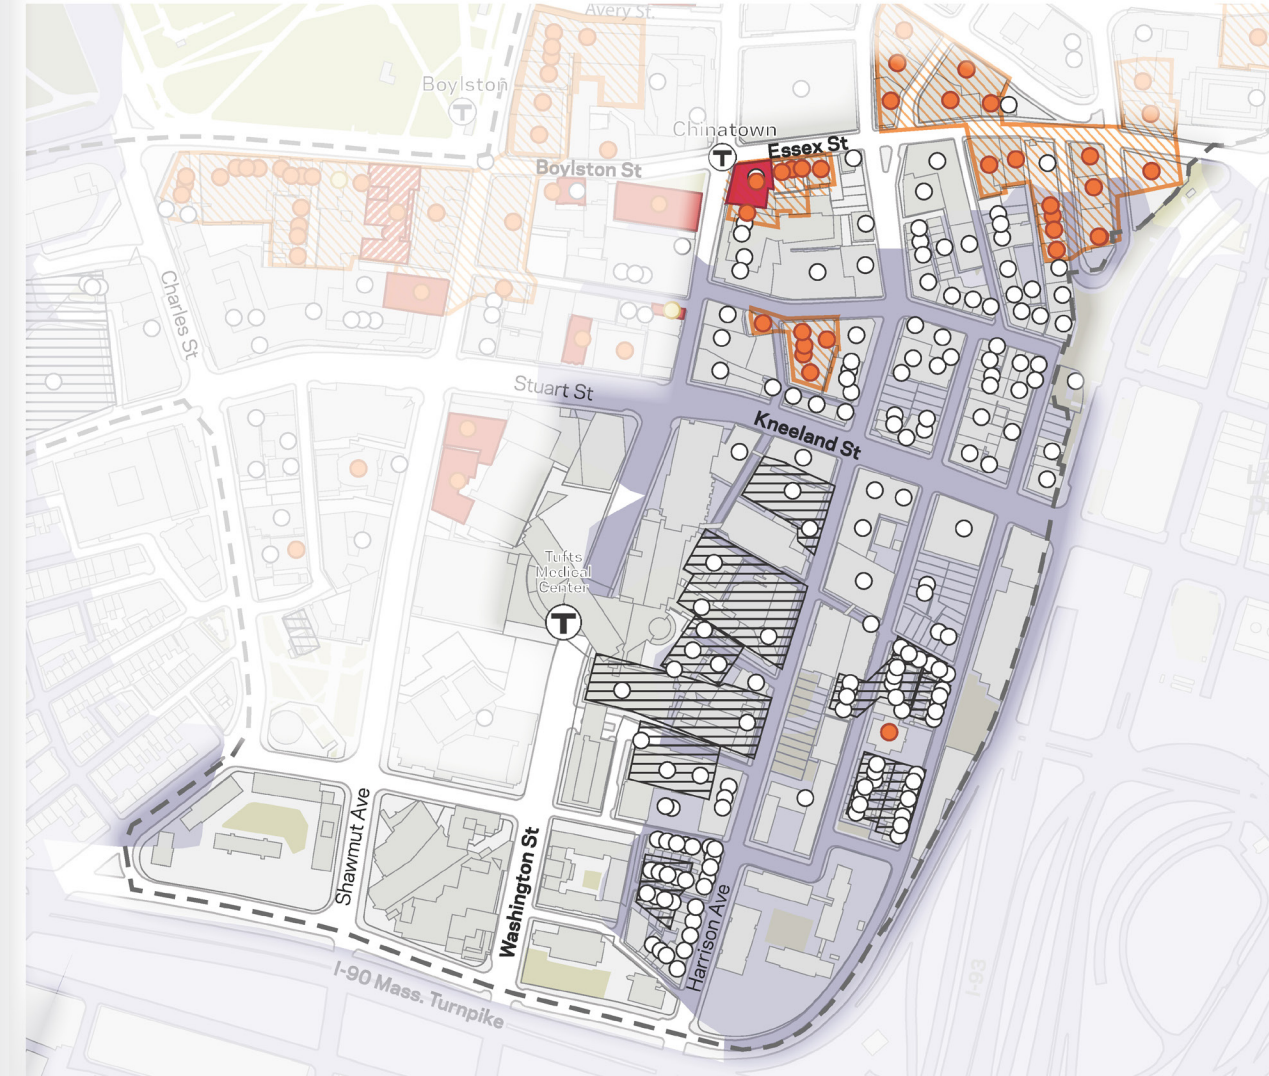 Avery St.
Boylston
T
Chinatown
T
Essex St
Boylston St
Charles St
Stuart St
Kneeland St
Tufts
Medical
Center
T
Shawmut Ave
Washington St
Harrison Ave
I-90 Mass. Turnpike
I-93